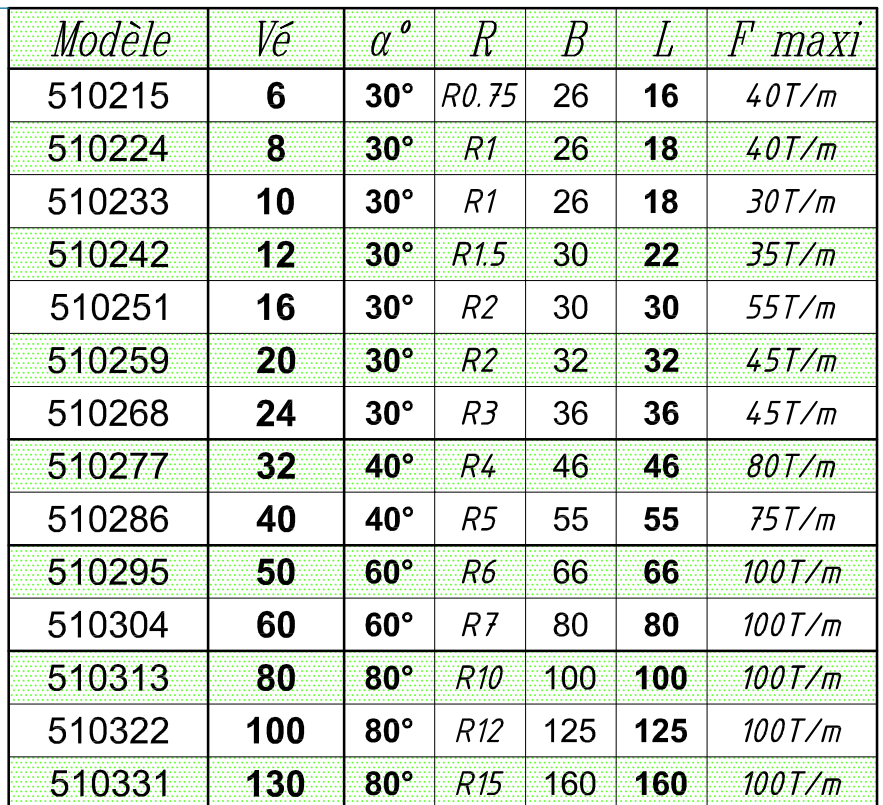 Modèle Vé α° R B L F maxi
510215 6 30° R0.75 26 16 40T/m
510224 8 30° R1 26 18 40T/m
510233 10 30° R1 26 18 30T/m
510242 12 30° R1.5 30 22 35T/m
510251 16 30° R2 30 30 55T/m
510259 20 30° R2 32 32 45T/m
510268 24 30° R3 36 36 45T/m
510277 32 40° R4 46 46 80T/m
510286 40 40° R5 55 55 75T/m
510295 50 60° R6 66 66 100T/m
510304 60 60° R7 80 80 100T/m
510313 80 80° R10 100 100 100T/m
510322 100 80° R12 125 125 100T/m
510331 130 80° R15 160 160 100T/m